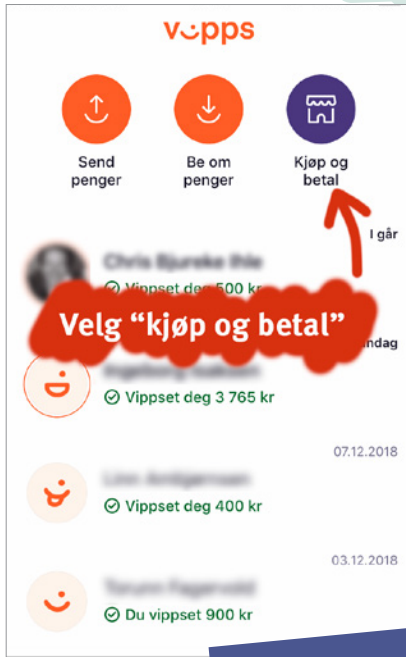 vipps
Send
penger
Be om
penger
Kjøp og
betal
I går
Vippset deg 500 kr
Velg “kjøp og betal”
ndag
Vippset deg 3 765 kr
07.12.2018
Vippset deg 400 kr
03.12.2018
Du vippset 900 kr